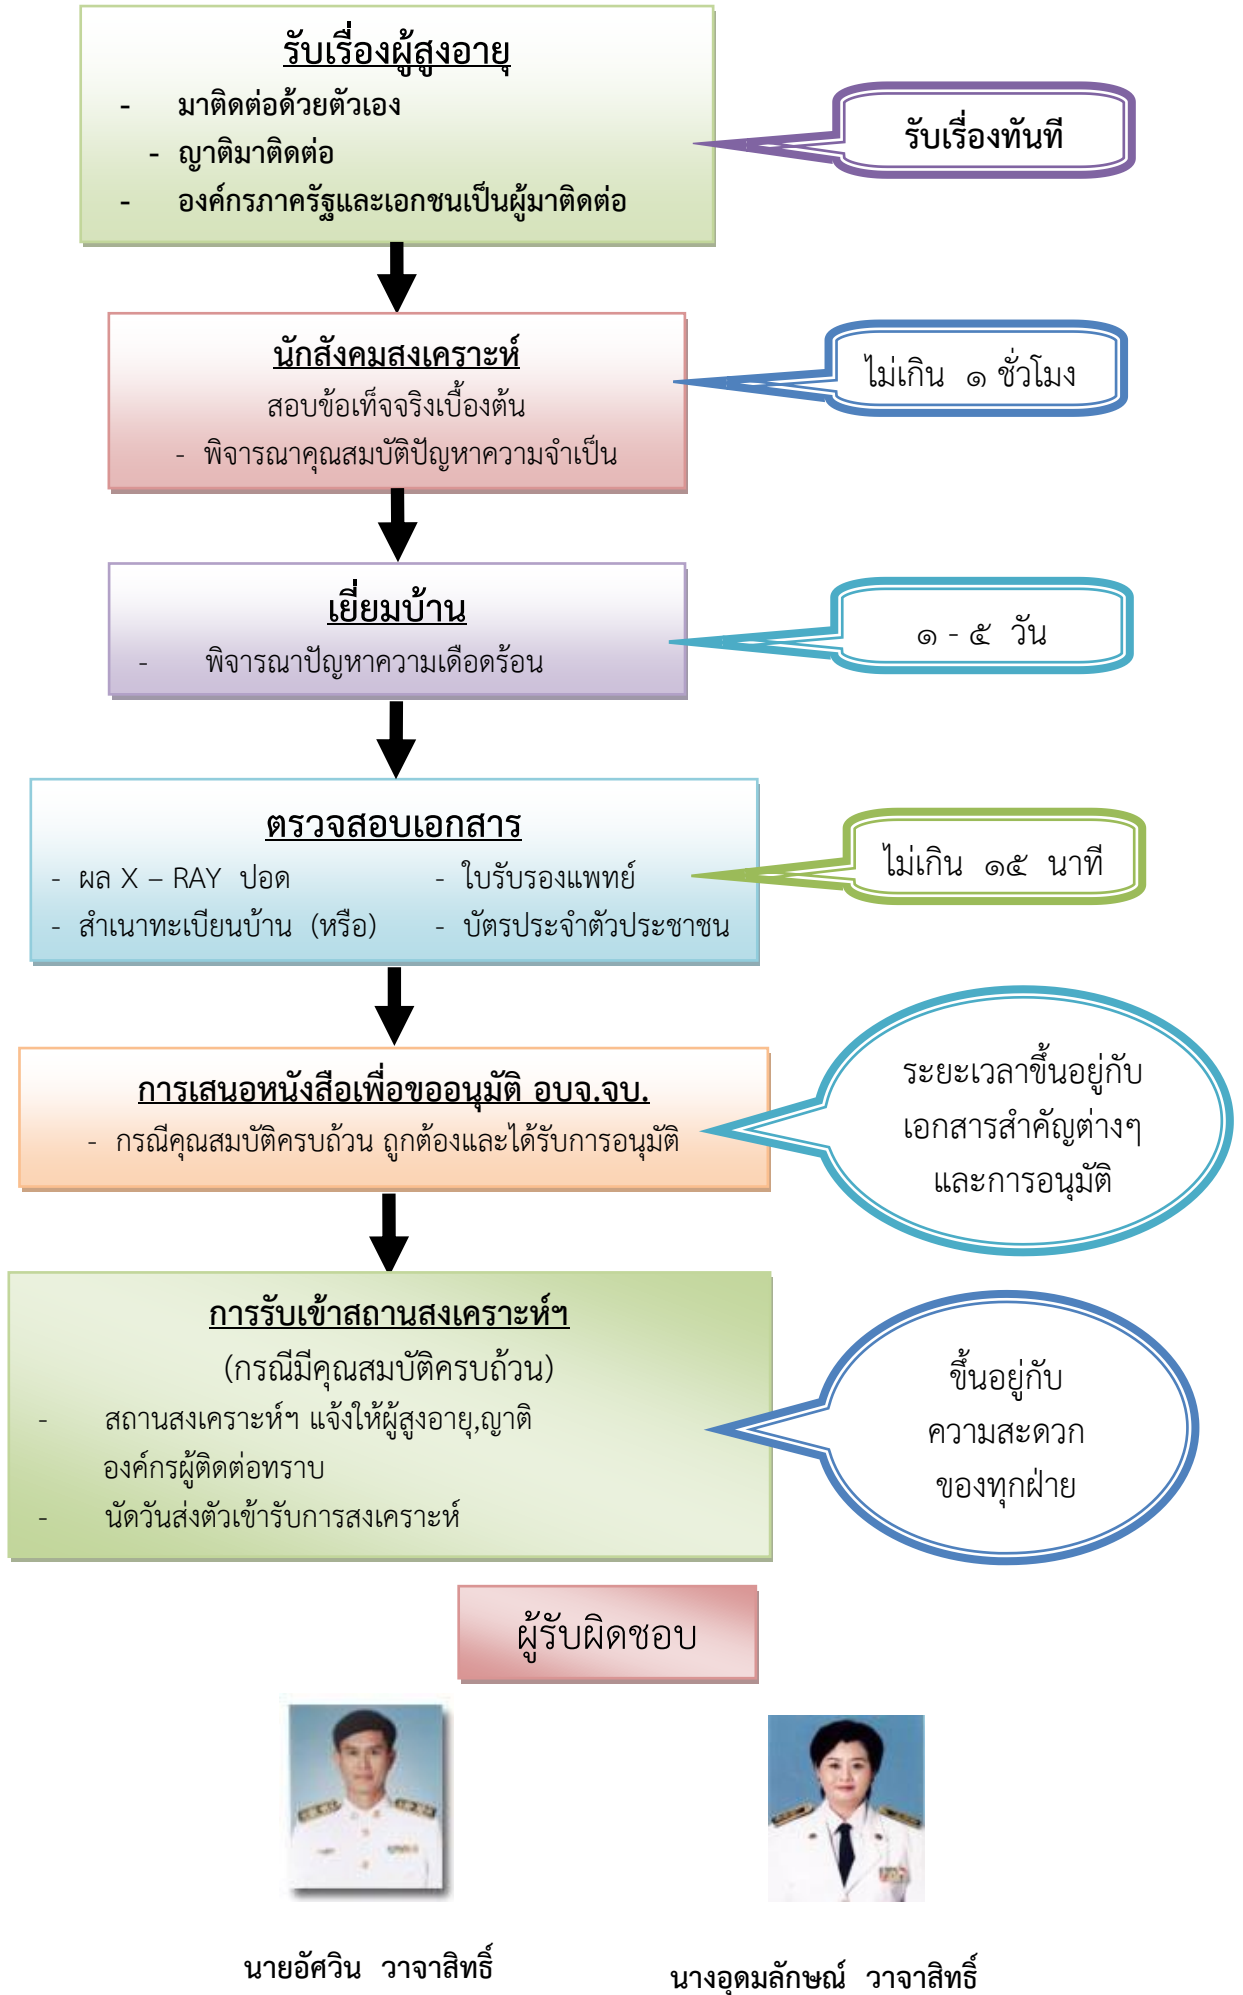 รับเรื่องผู้สูงอายุ
- มาติดต่อด้วยตัวเอง
- ญาติมาติดต่อ
- องค์กรภาครัฐและเอกชนเป็นผู้มาติดต่อ
รับเรื่องทันที
นักสังคมสงเคราะห์
สอบข้อเท็จจริงเบื้องต้น
- พิจารณาคุณสมบัติปัญหาความจำเป็น
ไม่เกิน ๑ ชั่วโมง
เยี่ยมบ้าน
- พิจารณาปัญหาความเดือดร้อน
๑ - ๕ วัน
ตรวจสอบเอกสาร
- ผล X – RAY ปอด - ใบรับรองแพทย์
- สำเนาทะเบียนบ้าน (หรือ) - บัตรประจำตัวประชาชน
ไม่เกิน ๑๕ นาที
การเสนอหนังสือเพื่อขออนุมัติ อบจ.จบ.
- กรณีคุณสมบัติครบถ้วน ถูกต้องและได้รับการอนุมัติ
ระยะเวลาขึ้นอยู่กับ
เอกสารสำคัญต่างๆ
และการอนุมัติ
การรับเข้าสถานสงเคราะห์ฯ
(กรณีมีคุณสมบัติครบถ้วน)
- สถานสงเคราะห์ฯ แจ้งให้ผู้สูงอายุ,ญาติ
องค์กรผู้ติดต่อทราบ
- นัดวันส่งตัวเข้ารับการสงเคราะห์
ขึ้นอยู่กับ
ความสะดวก
ของทุกฝ่าย
ผู้รับผิดชอบ
นายอัศวิน วาจาสิทธิ์
นางอุดมลักษณ์ วาจาสิทธิ์